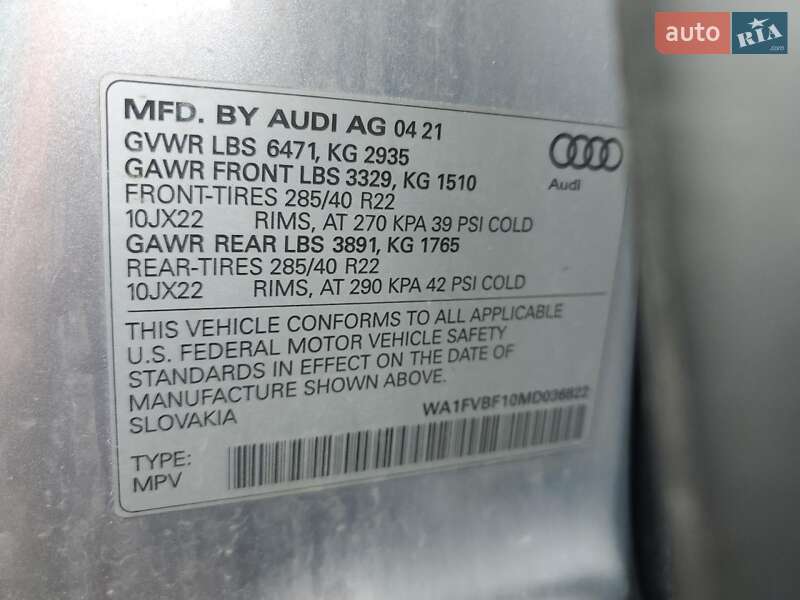 auto RIA
MFD. BY AUDI AG 04 21
GVWR LBS 6471, KG 2935
GAWR FRONT LBS 3329, KG 1510
FRONT-TIRES 285/40 R22
10JX22 RIMS, AT 270 KPA 39 PSI COLD
GAWR REAR LBS 3891, KG 1765
REAR-TIRES 285/40 R22
10JX22 RIMS, AT 290 KPA 42 PSI COLD
Audi
THIS VEHICLE CONFORMS TO ALL APPLICABLE
U.S. FEDERAL MOTOR VEHICLE SAFETY
STANDARDS IN EFFECT ON THE DATE OF
MANUFACTURE SHOWN ABOVE.
SLOVAKIA
WA1FVBF10MD036822
TYPE:
MPV